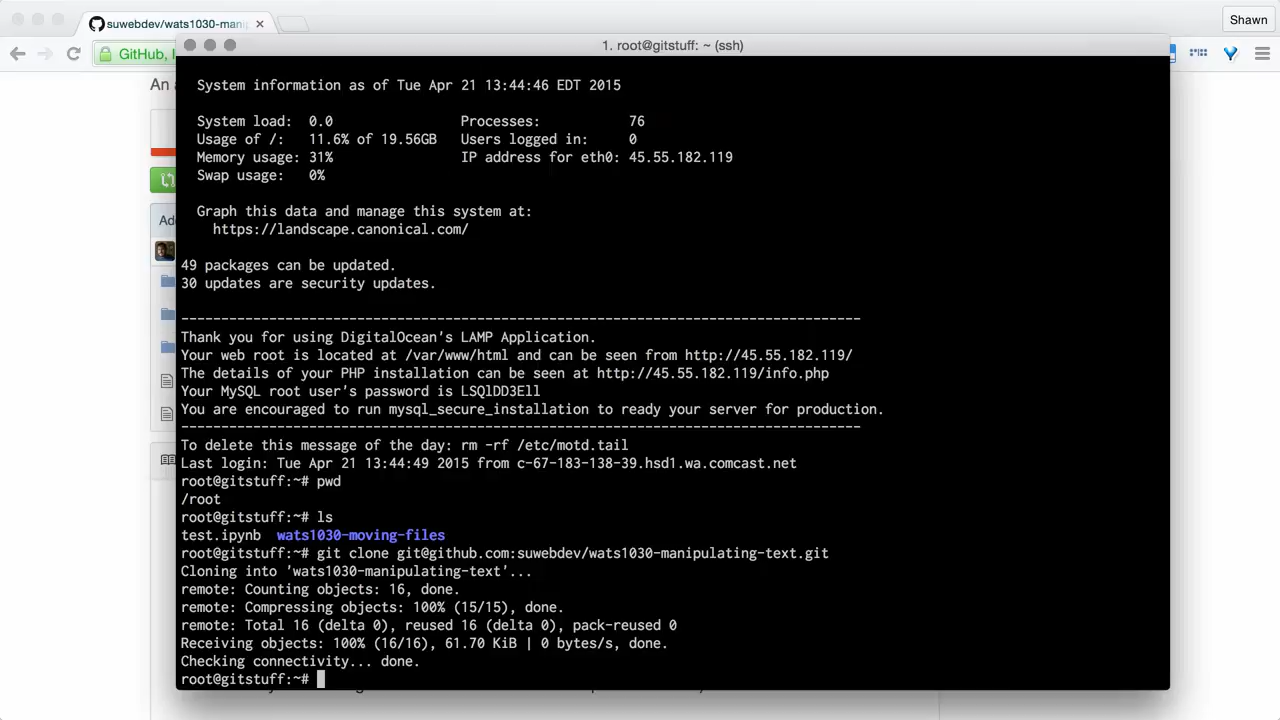 suwebdev/wats1030-mani
Shawn
GitHub, I
1. root@gitstuff: ~ (ssh)
An a
Add
System information as of Tue Apr 21 13:44:46 EDT 2015
System load: 0.0 Processes: 76
Usage of /: 11.6% of 19.56GB Users logged in: 0
Memory usage: 31% IP address for eth0: 45.55.182.119
Swap usage: 0%
Graph this data and manage this system at:
https://landscape.canonical.com/
49 packages can be updated.
30 updates are security updates.
-------------------------------------------------------------------------------------
Thank you for using DigitalOcean's LAMP Application.
Your web root is located at /var/www/html and can be seen from http://45.55.182.119/
The details of your PHP installation can be seen at http://45.55.182.119/info.php
Your MySQL root user's password is LSQlDD3Ell
You are encouraged to run mysql_secure_installation to ready your server for production.
-------------------------------------------------------------------------------------
To delete this message of the day: rm -rf /etc/motd.tail
Last login: Tue Apr 21 13:44:49 2015 from c-67-183-138-39.hsd1.wa.comcast.net
root@gitstuff:~# pwd
/root
root@gitstuff:~# ls
test.ipynb wats1030-moving-files
root@gitstuff:~# git clone git@github.com:suwebdev/wats1030-manipulating-text.git
Cloning into 'wats1030-manipulating-text'...
remote: Counting objects: 16, done.
remote: Compressing objects: 100% (15/15), done.
remote: Total 16 (delta 0), reused 16 (delta 0), pack-reused 0
Receiving objects: 100% (16/16), 61.70 KiB | 0 bytes/s, done.
Checking connectivity... done.
root@gitstuff:~#